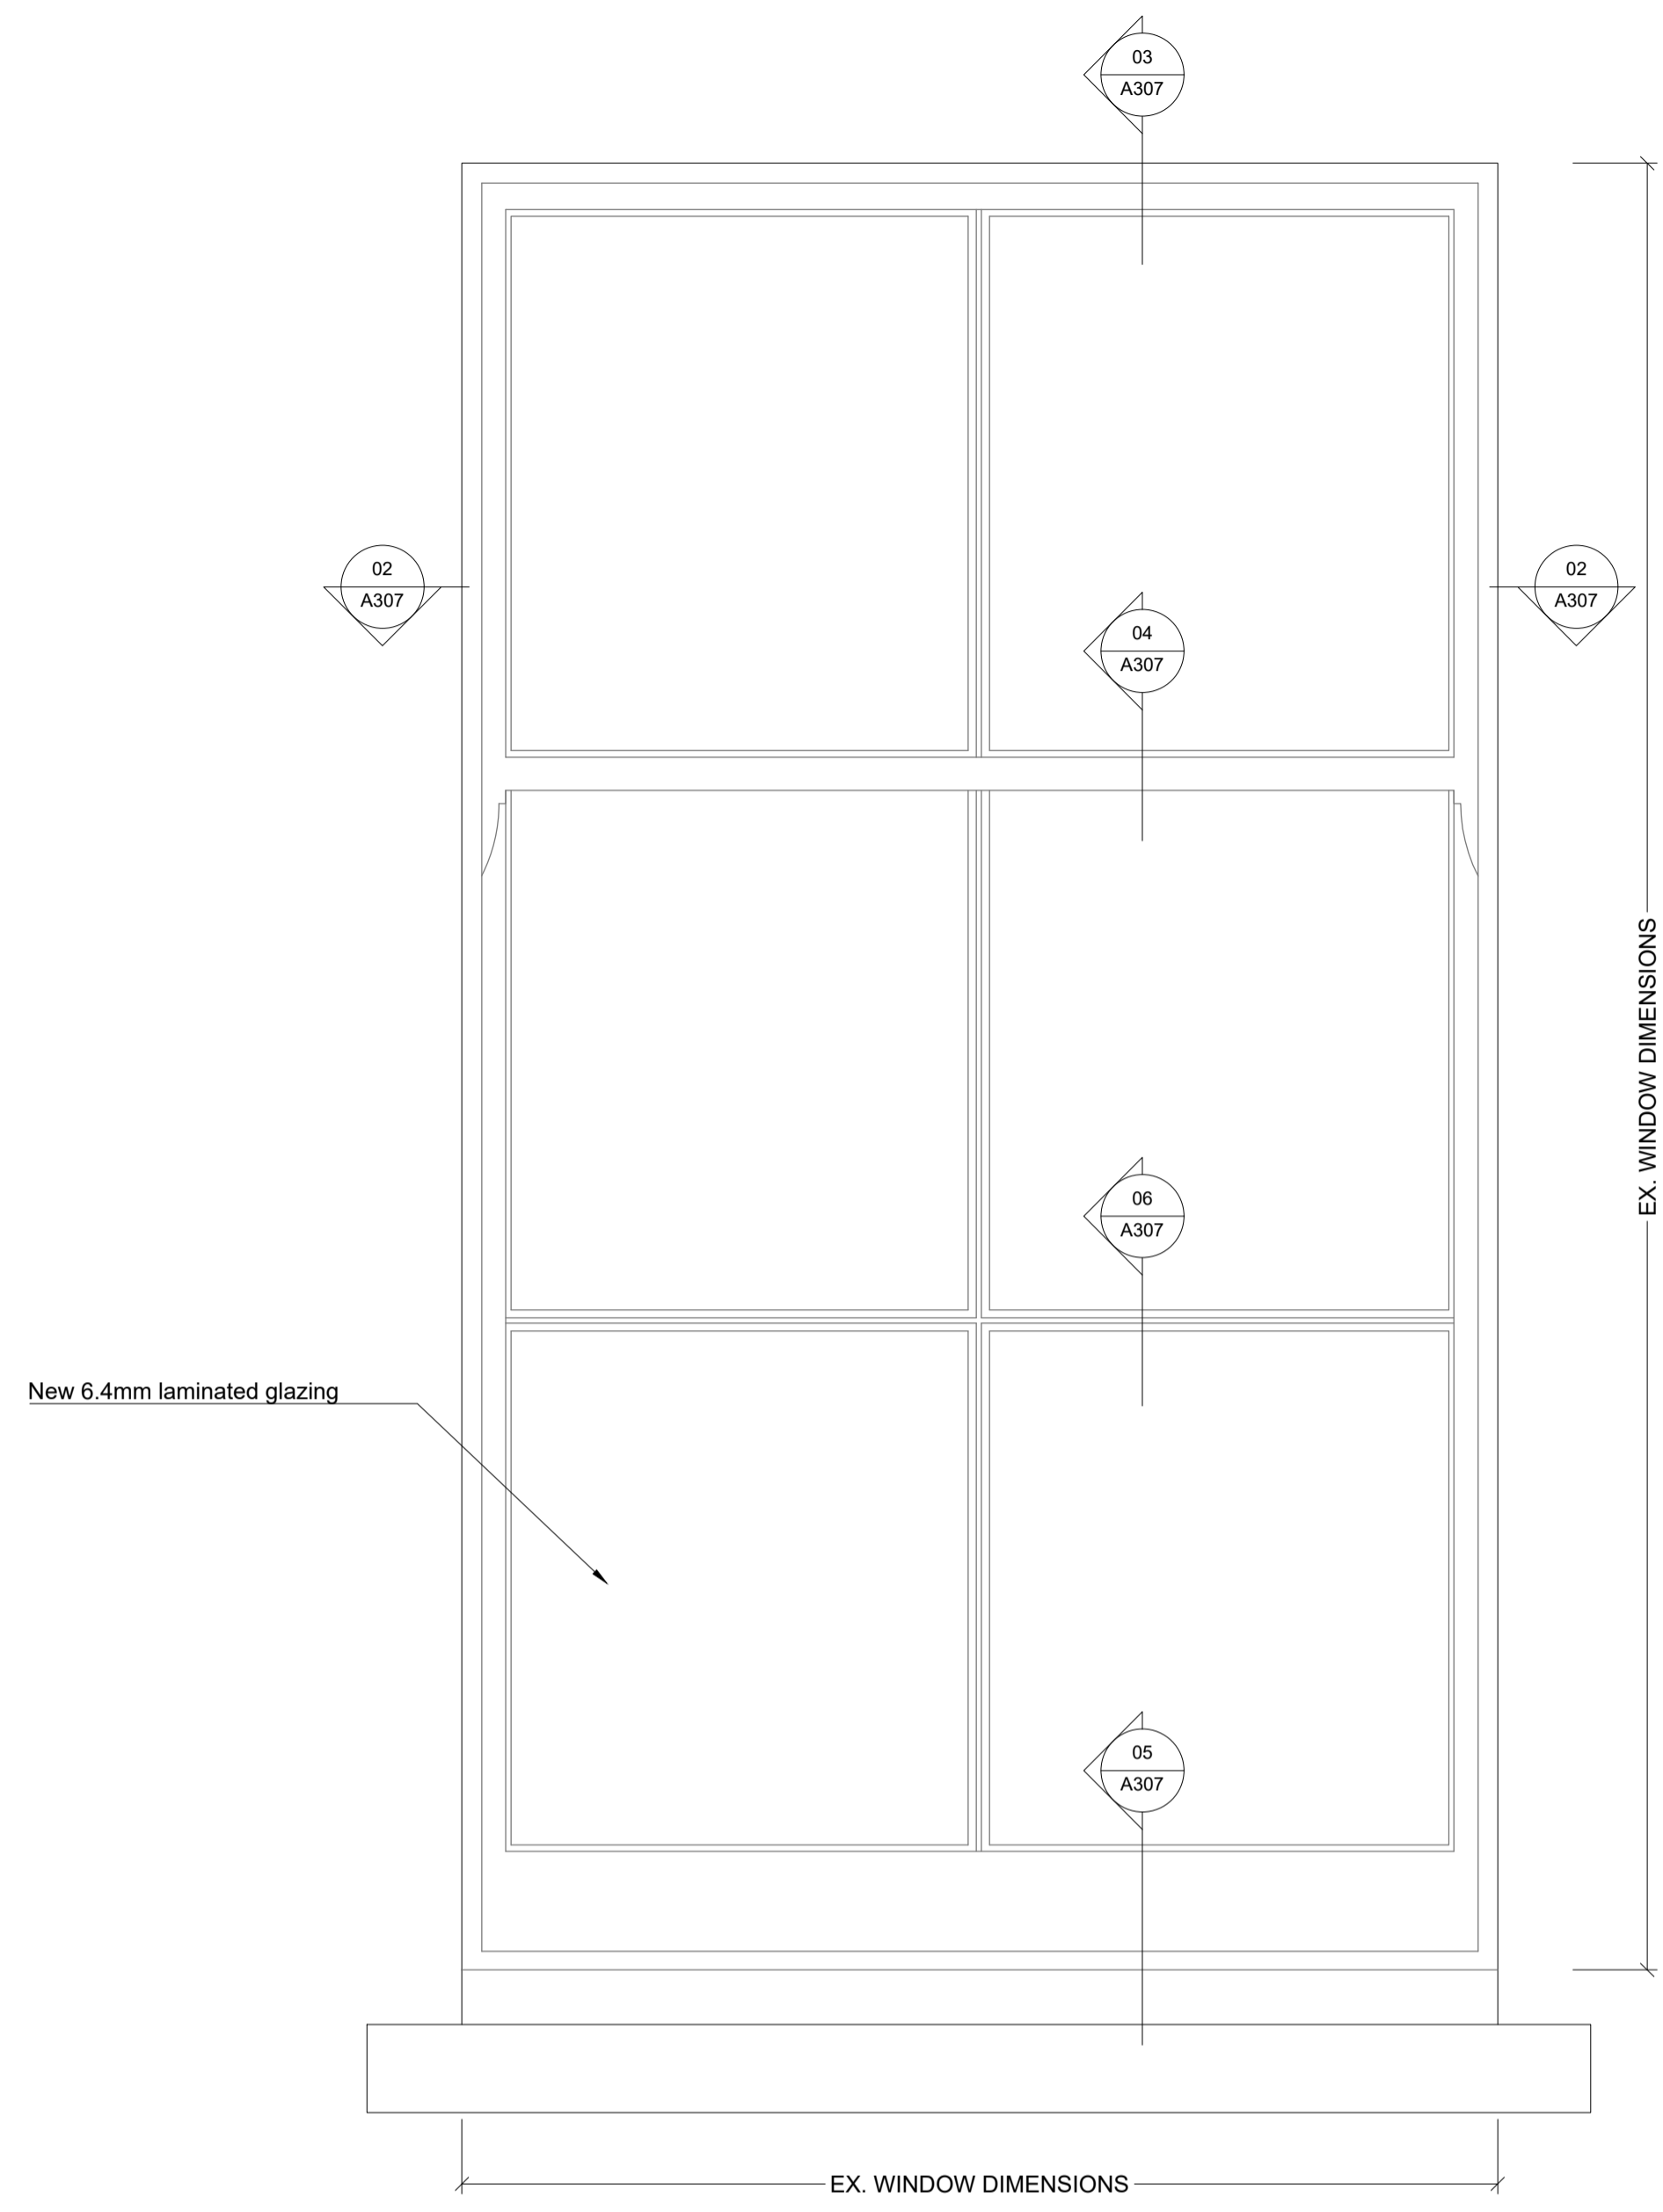 03
A307
02
A307
02
A307
04
A307
EX. WINDOW DIMENSIONS
06
A307
New 6.4mm laminated glazing
05
A307
EX. WINDOW DIMENSIONS